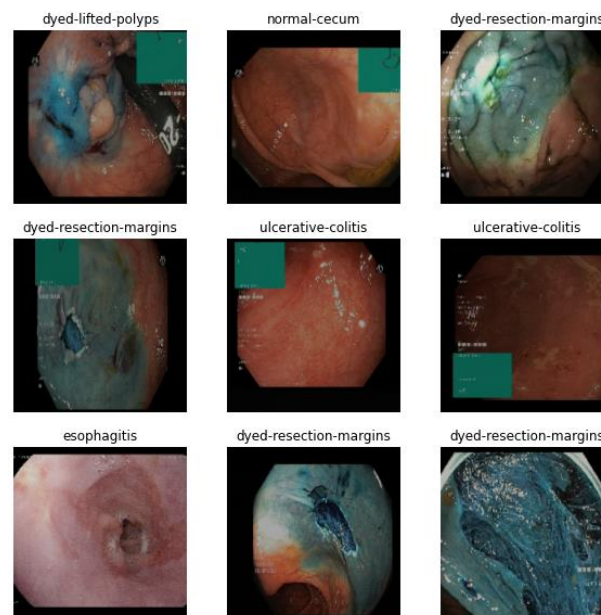 dyed-lifted-polyps
normal-cecum
dyed-resection-margins
dyed-resection-margins
ulcerative-colitis
ulcerative-colitis
esophagitis
dyed-resection-margins
dyed-resection-margins